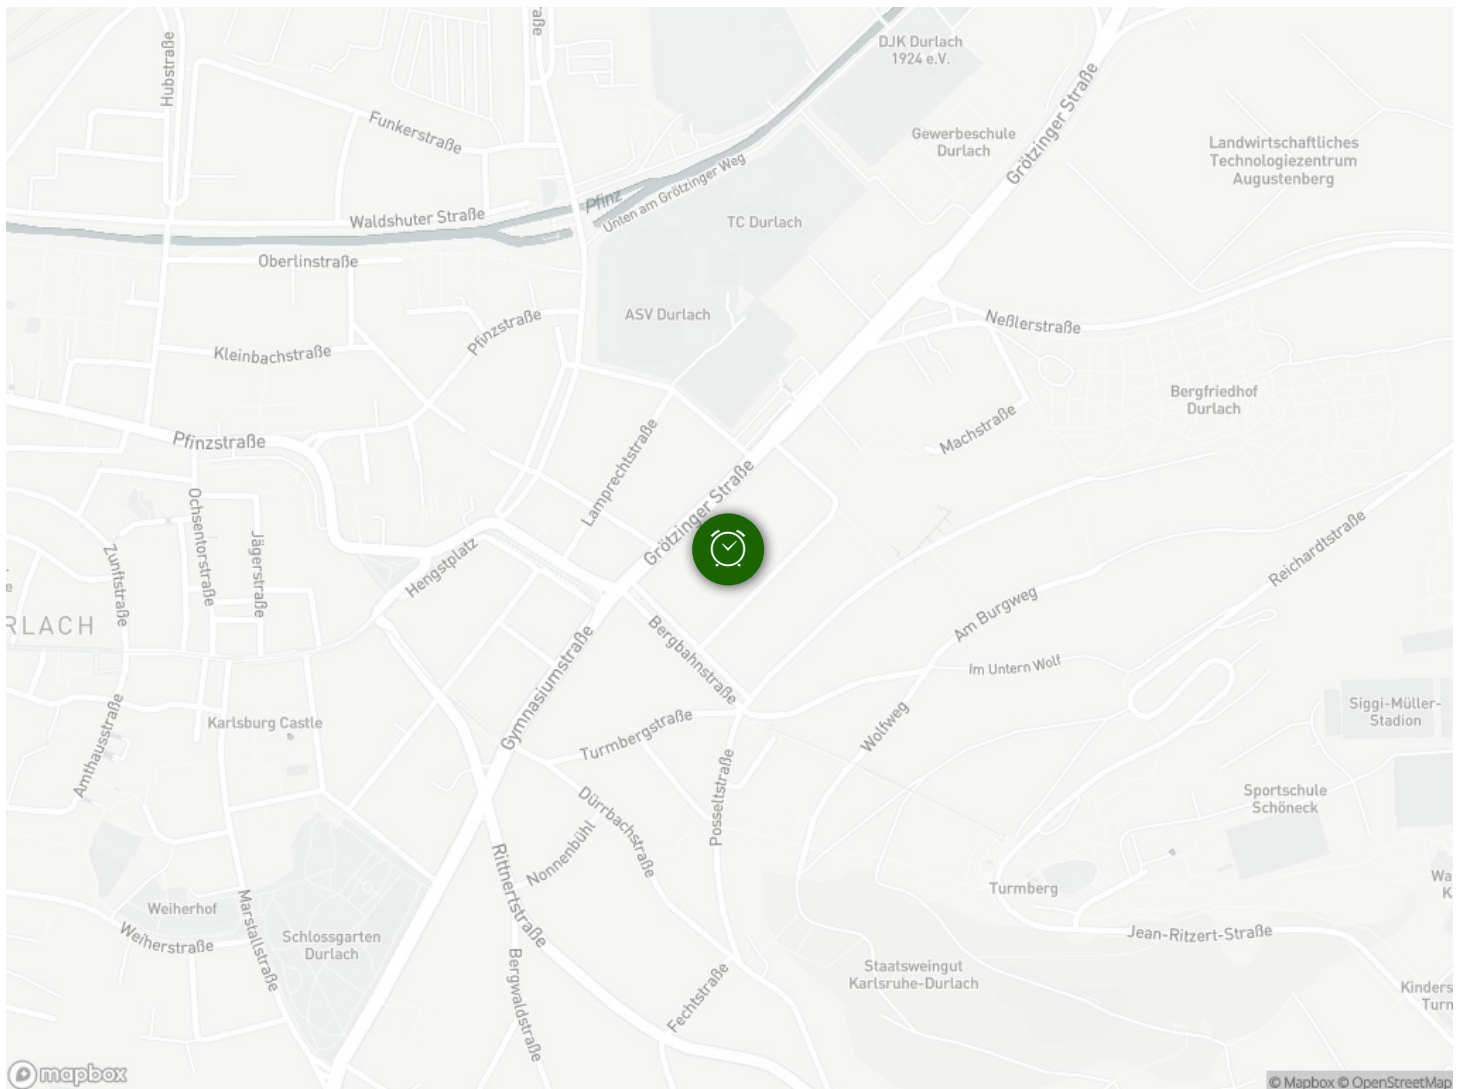 Hubstraße
aße
DJK Durlach
1924 e.V.
Funkerstraße
Grötzinger Straße
Gewerbeschule
Durlach
Landwirtschaftliches
Technologiezentrum
Augustenberg
Pfinz
Unten am Grötzinger Weg
Waldshuter Straße
TC Durlach
Oberlinstraße
ASV Durlach
Pfinzstraße
Neßlerstraße
Kleinbachstraße
Bergfriedhof
Durlach
Machstraße
Pfinzstraße
Lamprechtstraße
Grötzinger Straße
Ochsentorstraße
Jägerstraße
Zunftstraße
Hengstplatz
Reichardtstraße
e
RLACH
Am Burgweg
Bergbahnstraße
Gymnasiumstraße
Im Untern Wolf
Amthausstraße
Karlsburg Castle
Turmbergstraße
Wolfweg
Siggi-Müller-
Stadion
Posseltstraße
Dürrbachstraße
Sportschule
Schöneck
Nonnenbühl
Rittnertstraße
Turmberg
Wa
K
Weiherhof
Weiherstraße
Marstallstraße
Schlossgarten
Durlach
Jean-Ritzert-Straße
Bergwaldstraße
Fechtstraße
Staatsweingut
Karlsruhe-Durlach
Kinders
Turn
mapbox
© Mapbox © OpenStreetMap